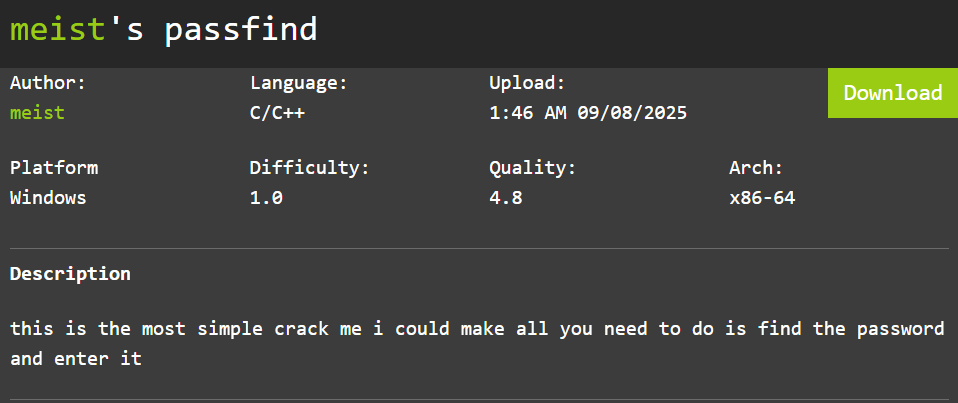 meist's passfind
Author: Language: Upload: Download
meist C/C++ 1:46 AM 09/08/2025
Platform Difficulty: Quality: Arch:
Windows 1.0 4.8 x86-64
Description
this is the most simple crack me i could make all you need to do is find the password
and enter it